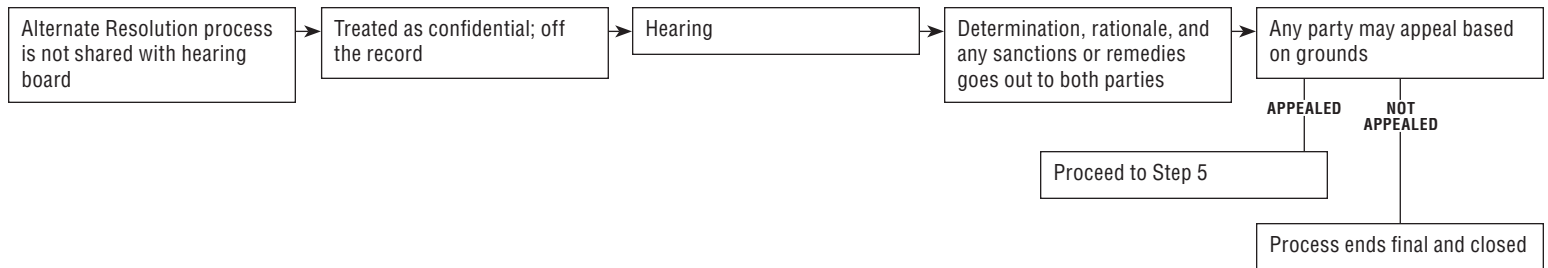 Alternate Resolution process
is not shared with hearing
board
Treated as confidential; off
the record
Hearing
Determination, rationale, and
any sanctions or remedies
goes out to both parties
Any party may appeal based
on grounds
APPEALED
NOT
APPEALED
Proceed to Step 5
Process ends final and closed